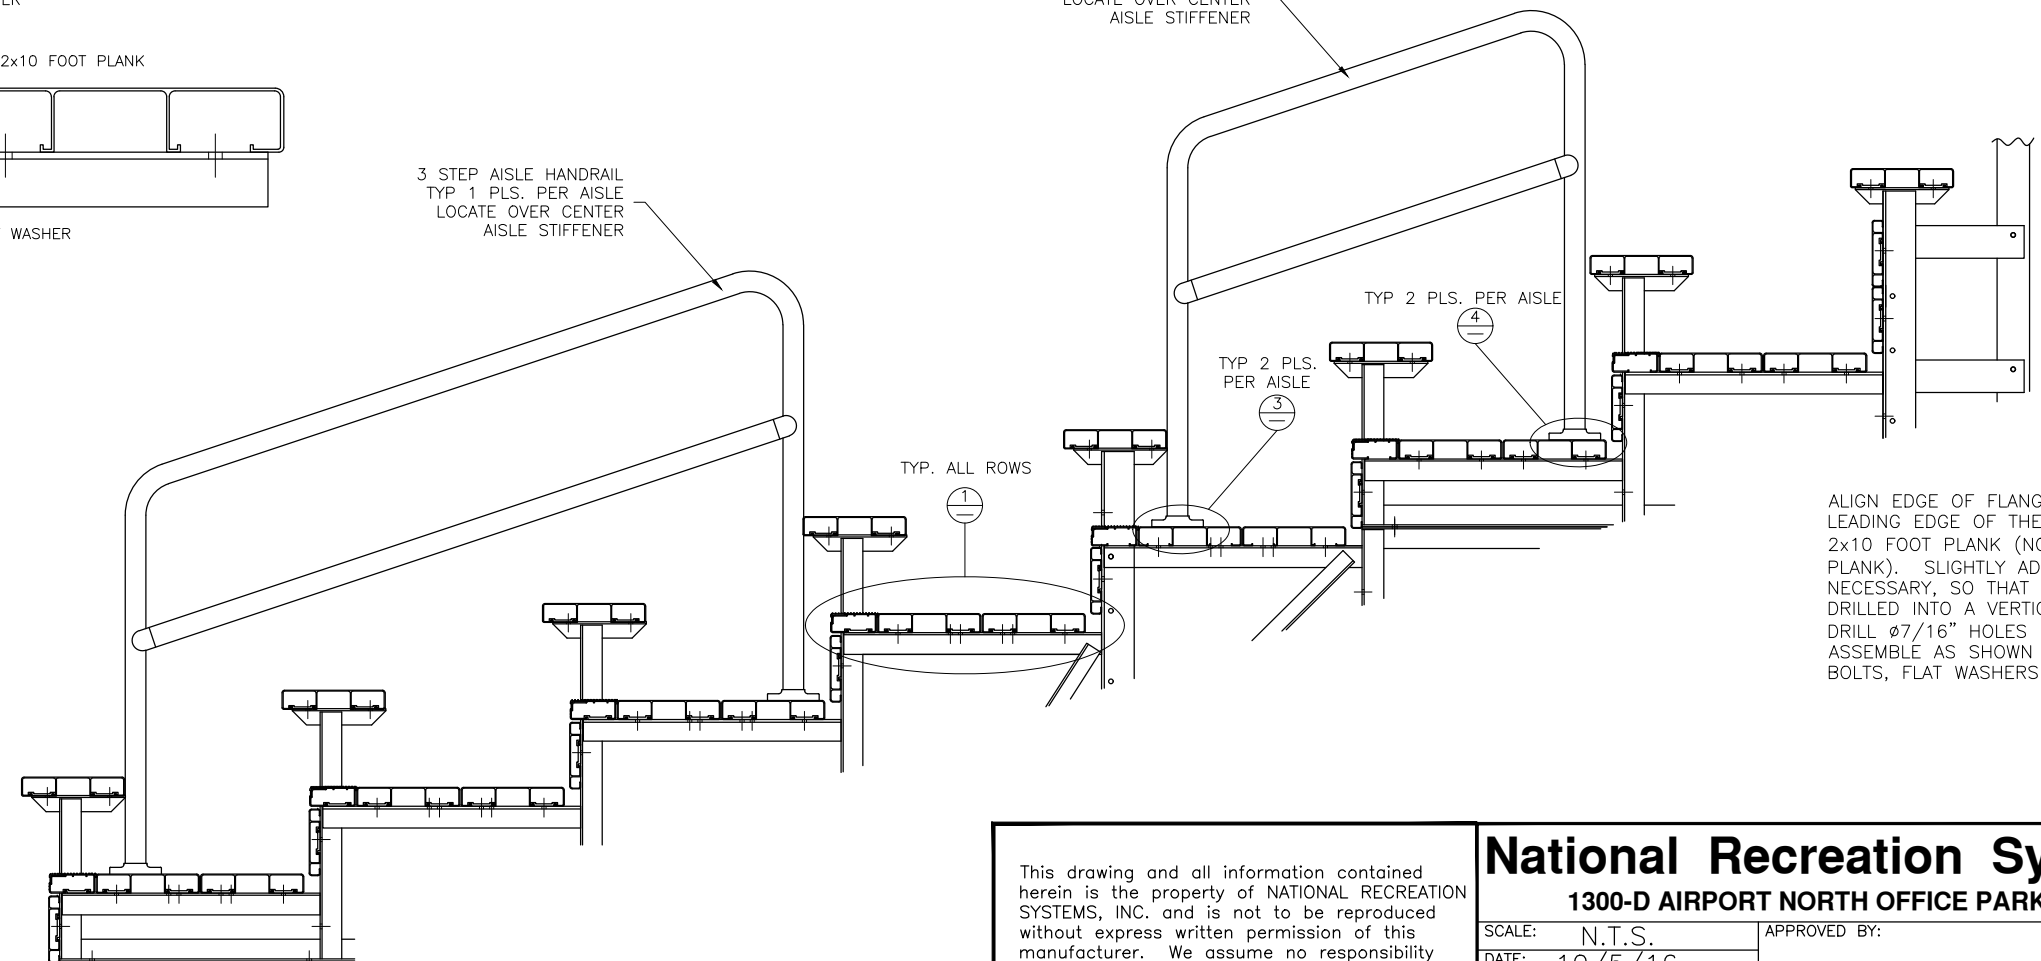 2x10 FOOT PLANK
WASHER
3 STEP AISLE HANDRAIL
TYP 1 PLS. PER AISLE
LOCATE OVER CENTER
AISLE STIFFENER
LOCATE OVER CENTER
AISLE STIFFENER
TYP 2 PLS. PER AISLE
4
TYP 2 PLS.
PER AISLE
3
TYP. ALL ROWS
1
ALIGN EDGE OF FLANG
LEADING EDGE OF THE
2x10 FOOT PLANK (NO
PLANK). SLIGHTLY AD
NECESSARY, SO THAT
DRILLED INTO A VERTIC
DRILL ø7/16" HOLES
ASSEMBLE AS SHOWN
BOLTS, FLAT WASHERS
This drawing and all information contained
herein is the property of NATIONAL RECREATION
SYSTEMS, INC. and is not to be reproduced
without express written permission of this
manufacturer. We assume no responsibility
National Recreation Sy
1300-D AIRPORT NORTH OFFICE PARK
SCALE: N.T.S.
APPROVED BY:
DATE: 10/5/16